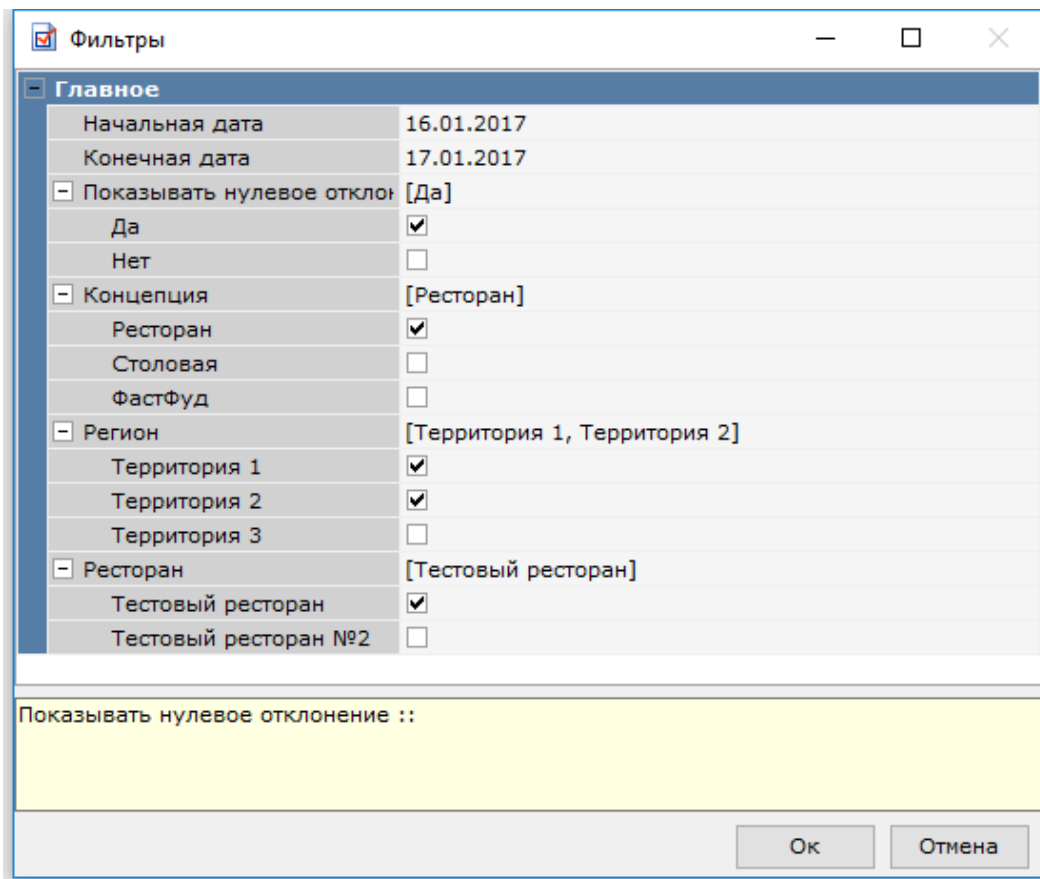 Фильтры
Главное
Начальная дата 16.01.2017
Конечная дата 17.01.2017
Показывать нулевое отклон [Да]
Да
Нет
Концепция [Ресторан]
Ресторан
Столовая
ФастФуд
Регион [Территория 1, Территория 2]
Территория 1
Территория 2
Территория 3
Ресторан [Тестовый ресторан]
Тестовый ресторан
Тестовый ресторан №2
Показывать нулевое отклонение ::
Ок Отмена